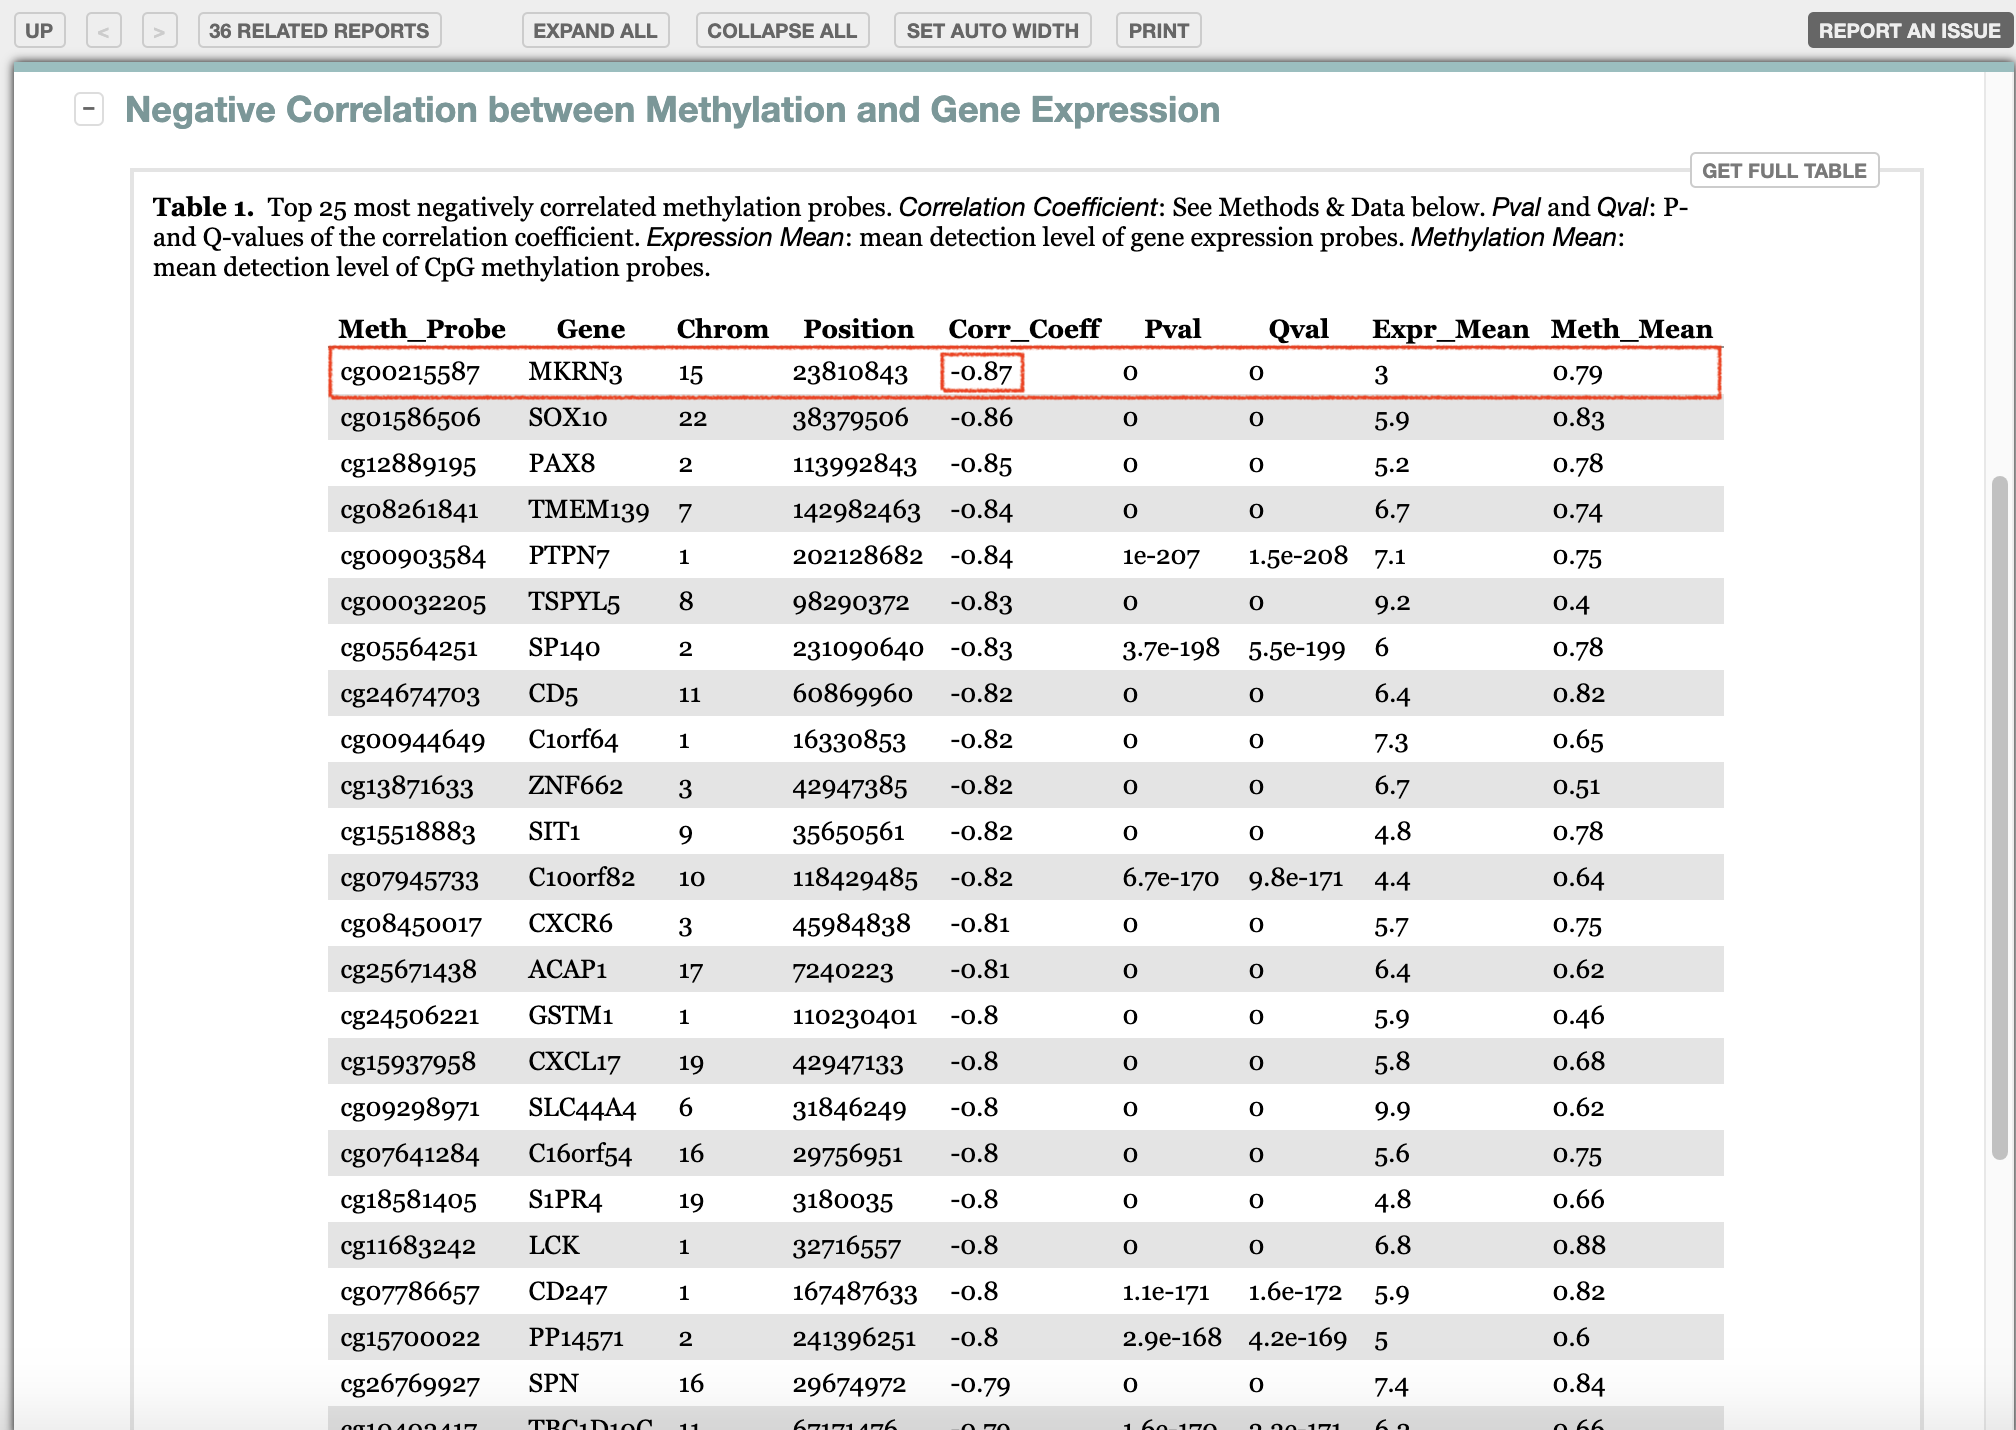 UP < > 36 RELATED REPORTS EXPAND ALL COLLAPSE ALL SET AUTO WIDTH PRINT REPORT AN ISSUE
- Negative Correlation between Methylation and Gene Expression
GET FULL TABLE
Table 1. Top 25 most negatively correlated methylation probes. Correlation Coefficient: See Methods & Data below. Pval and Qval: P-
and Q-values of the correlation coefficient. Expression Mean: mean detection level of gene expression probes. Methylation Mean:
mean detection level of CpG methylation probes.
Meth_Probe Gene Chrom Position Corr_Coeff Pval Qval Expr_Mean Meth_Mean
cg00215587 MKRN3 15 23810843 -0.87 0 0 3 0.79
cg01586506 SOX10 22 38379506 -0.86 0 0 5.9 0.83
cg12889195 PAX8 2 113992843 -0.85 0 0 5.2 0.78
cg08261841 TMEM139 7 142982463 -0.84 0 0 6.7 0.74
cg00903584 PTPN7 1 202128682 -0.84 1e-207 1.5e-208 7.1 0.75
cg00032205 TSPYL5 8 98290372 -0.83 0 0 9.2 0.4
cg05564251 SP140 2 231090640 -0.83 3.7e-198 5.5e-199 6 0.78
cg24674703 CD5 11 60869960 -0.82 0 0 6.4 0.82
cg00944649 C1orf64 1 16330853 -0.82 0 0 7.3 0.65
cg13871633 ZNF662 3 42947385 -0.82 0 0 6.7 0.51
cg15518883 SIT1 9 35650561 -0.82 0 0 4.8 0.78
cg07945733 C10orf82 10 118429485 -0.82 6.7e-170 9.8e-171 4.4 0.64
cg08450017 CXCR6 3 45984838 -0.81 0 0 5.7 0.75
cg25671438 ACAP1 17 7240223 -0.81 0 0 6.4 0.62
cg24506221 GSTM1 1 110230401 -0.8 0 0 5.9 0.46
cg15937958 CXCL17 19 42947133 -0.8 0 0 5.8 0.68
cg09298971 SLC44A4 6 31846249 -0.8 0 0 9.9 0.62
cg07641284 C16orf54 16 29756951 -0.8 0 0 5.6 0.75
cg18581405 S1PR4 19 3180035 -0.8 0 0 4.8 0.66
cg11683242 LCK 1 32716557 -0.8 0 0 6.8 0.88
cg07786657 CD247 1 167487633 -0.8 1.1e-171 1.6e-172 5.9 0.82
cg15700022 PP14571 2 241396251 -0.8 2.9e-168 4.2e-169 5 0.6
cg26769927 SPN 16 29674972 -0.79 0 0 7.4 0.84
TBC1D10C 11 67171476 -0.79